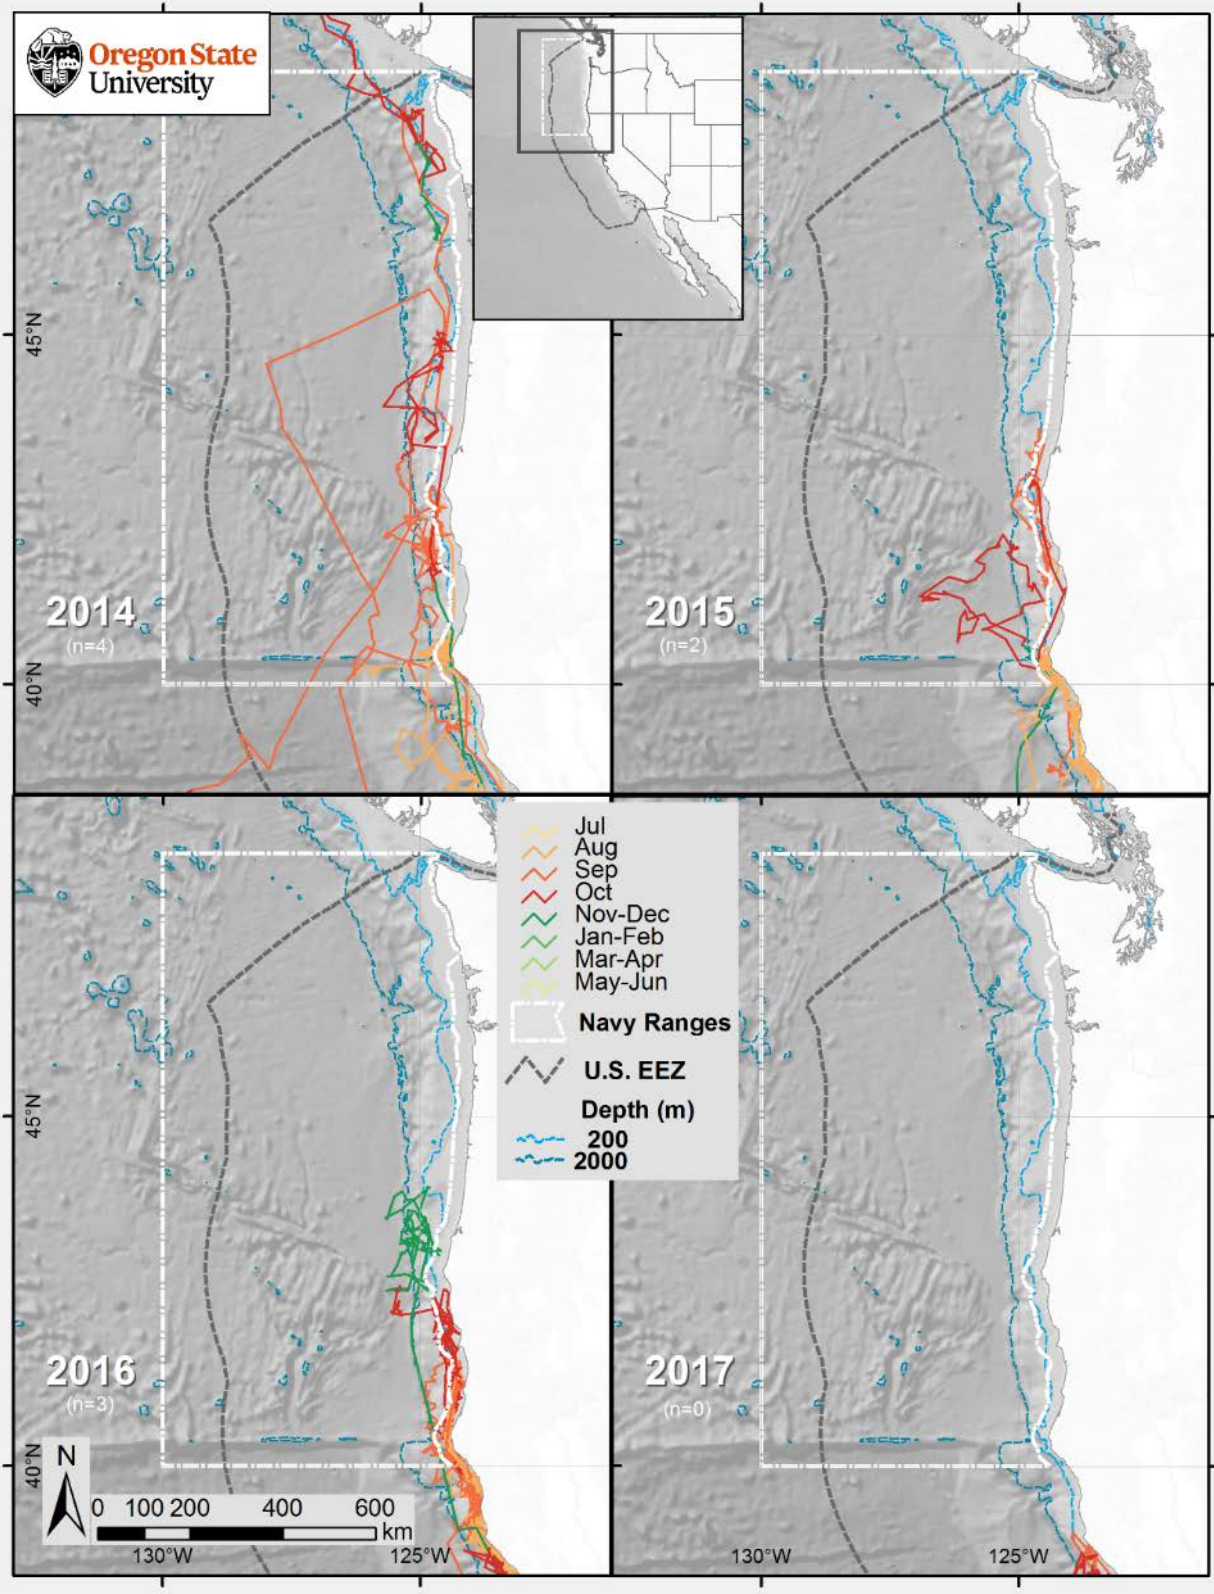 Oregon State
University
45°N
2014
(n=4)
2015
(n=2)
40°N
Jul
Aug
Sep
Oct
Nov-Dec
Jan-Feb
Mar-Apr
May-Jun
Navy Ranges
U.S. EEZ
Depth (m)
200
2000
45°N
2016
(n=3)
2017
(n=0)
40°N
N
0 100 200 400 600
km
130°W 125°W 130°W 125°W